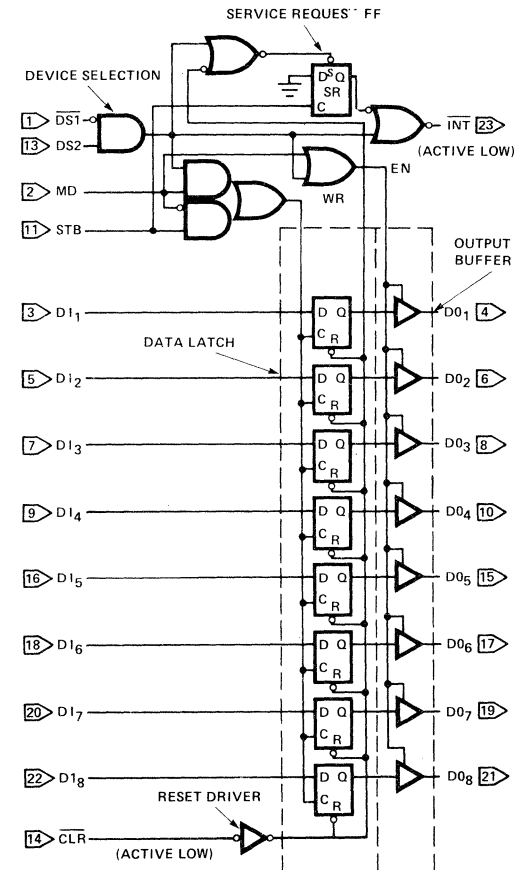 SERVICE REQUEST FF
DEVICE SELECTION
D S Q
SR
C
1 DS1
13 DS2
INT 23
(ACTIVE LOW)
2 MD
EN
WR
11 STB
OUTPUT
BUFFER
3 DI1 D Q C R DO1 4
DATA LATCH
5 DI2 D Q C R DO2 6
7 DI3 D Q C R DO3 8
9 DI4 D Q C R DO4 10
16 DI5 D Q C R DO5 15
18 DI6 D Q C R DO6 17
20 DI7 D Q C R DO7 19
22 D18 D Q C R DO8 21
RESET DRIVER
14 CLR
(ACTIVE LOW)